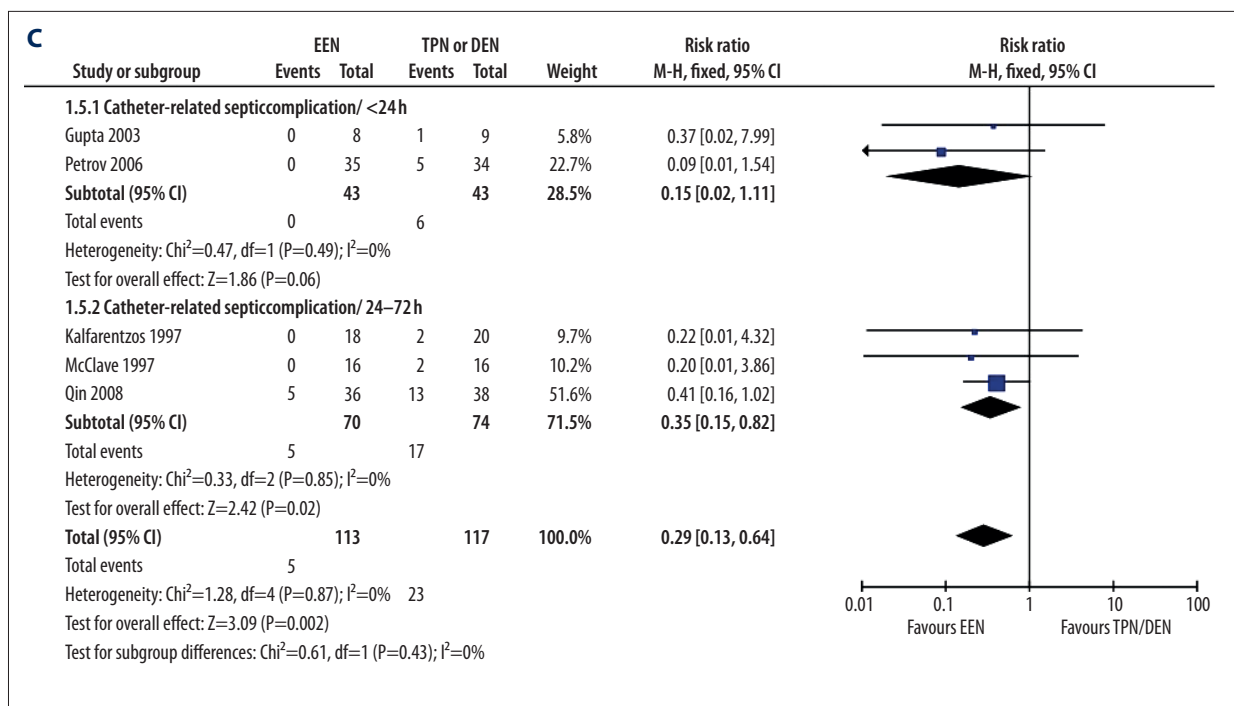 C
EEN TPN or DEN Risk ratio Risk ratio
Study or subgroup Events Total Events Total Weight M-H, fixed, 95% CI M-H, fixed, 95% CI
1.5.1 Catheter-related septiccomplication/ <24 h
Gupta 2003 0 8 1 9 5.8% 0.37 [0.02, 7.99]
Petrov 2006 0 35 5 34 22.7% 0.09 [0.01, 1.54]
Subtotal (95% CI) 43 43 28.5% 0.15 [0.02, 1.11]
Total events 0 6
Heterogeneity: Chi²=0.47, df=1 (P=0.49); I²=0%
Test for overall effect: Z=1.86 (P=0.06)
1.5.2 Catheter-related septiccomplication/ 24–72 h
Kalfarentzos 1997 0 18 2 20 9.7% 0.22 [0.01, 4.32]
McClave 1997 0 16 2 16 10.2% 0.20 [0.01, 3.86]
Qin 2008 5 36 13 38 51.6% 0.41 [0.16, 1.02]
Subtotal (95% CI) 70 74 71.5% 0.35 [0.15, 0.82]
Total events 5 17
Heterogeneity: Chi²=0.33, df=2 (P=0.85); I²=0%
Test for overall effect: Z=2.42 (P=0.02)
Total (95% CI) 113 117 100.0% 0.29 [0.13, 0.64]
Total events 5
Heterogeneity: Chi²=1.28, df=4 (P=0.87); I²=0% 23
Test for overall effect: Z=3.09 (P=0.002)
Test for subgroup differences: Chi²=0.61, df=1 (P=0.43); I²=0%
0.01 0.1 1 10 100
Favours EEN Favours TPN/DEN